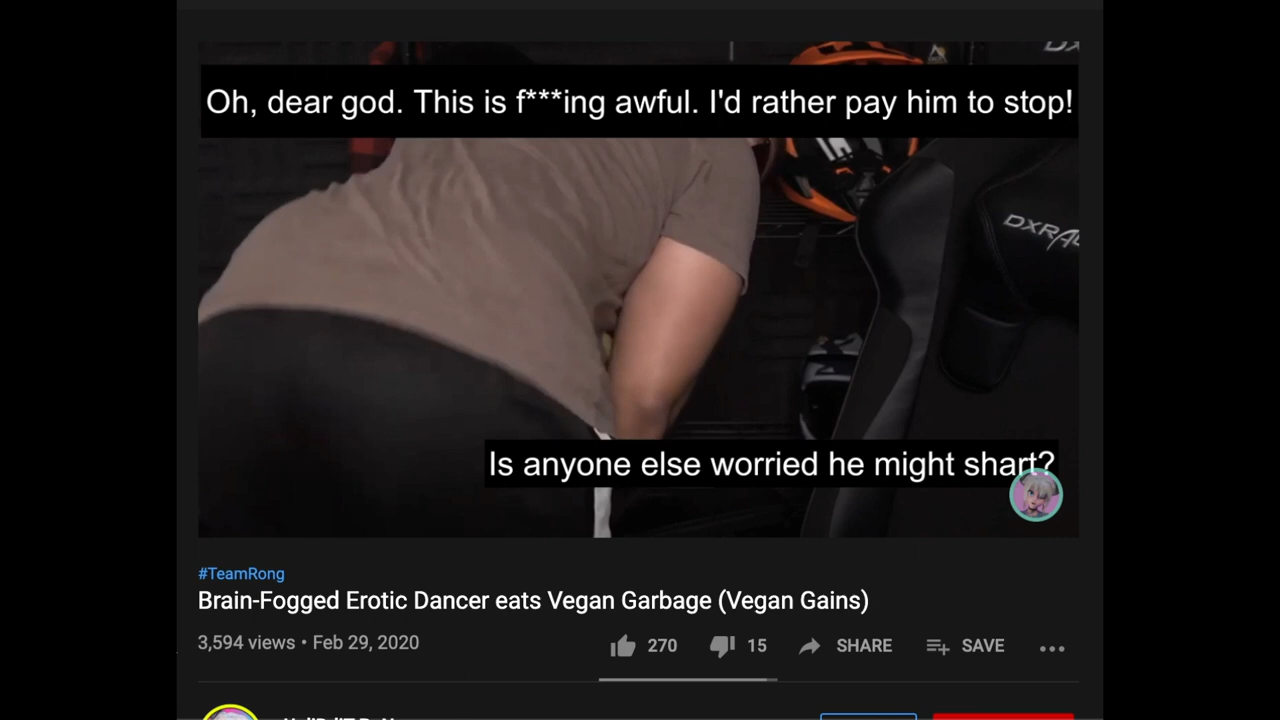 Oh, dear god. This is f***ing awful. I'd rather pay him to stop!
Is anyone else worried he might shart?
#TeamRong
Brain-Fogged Erotic Dancer eats Vegan Garbage (Vegan Gains)
3,594 views • Feb 29, 2020
270
15
SHARE
SAVE